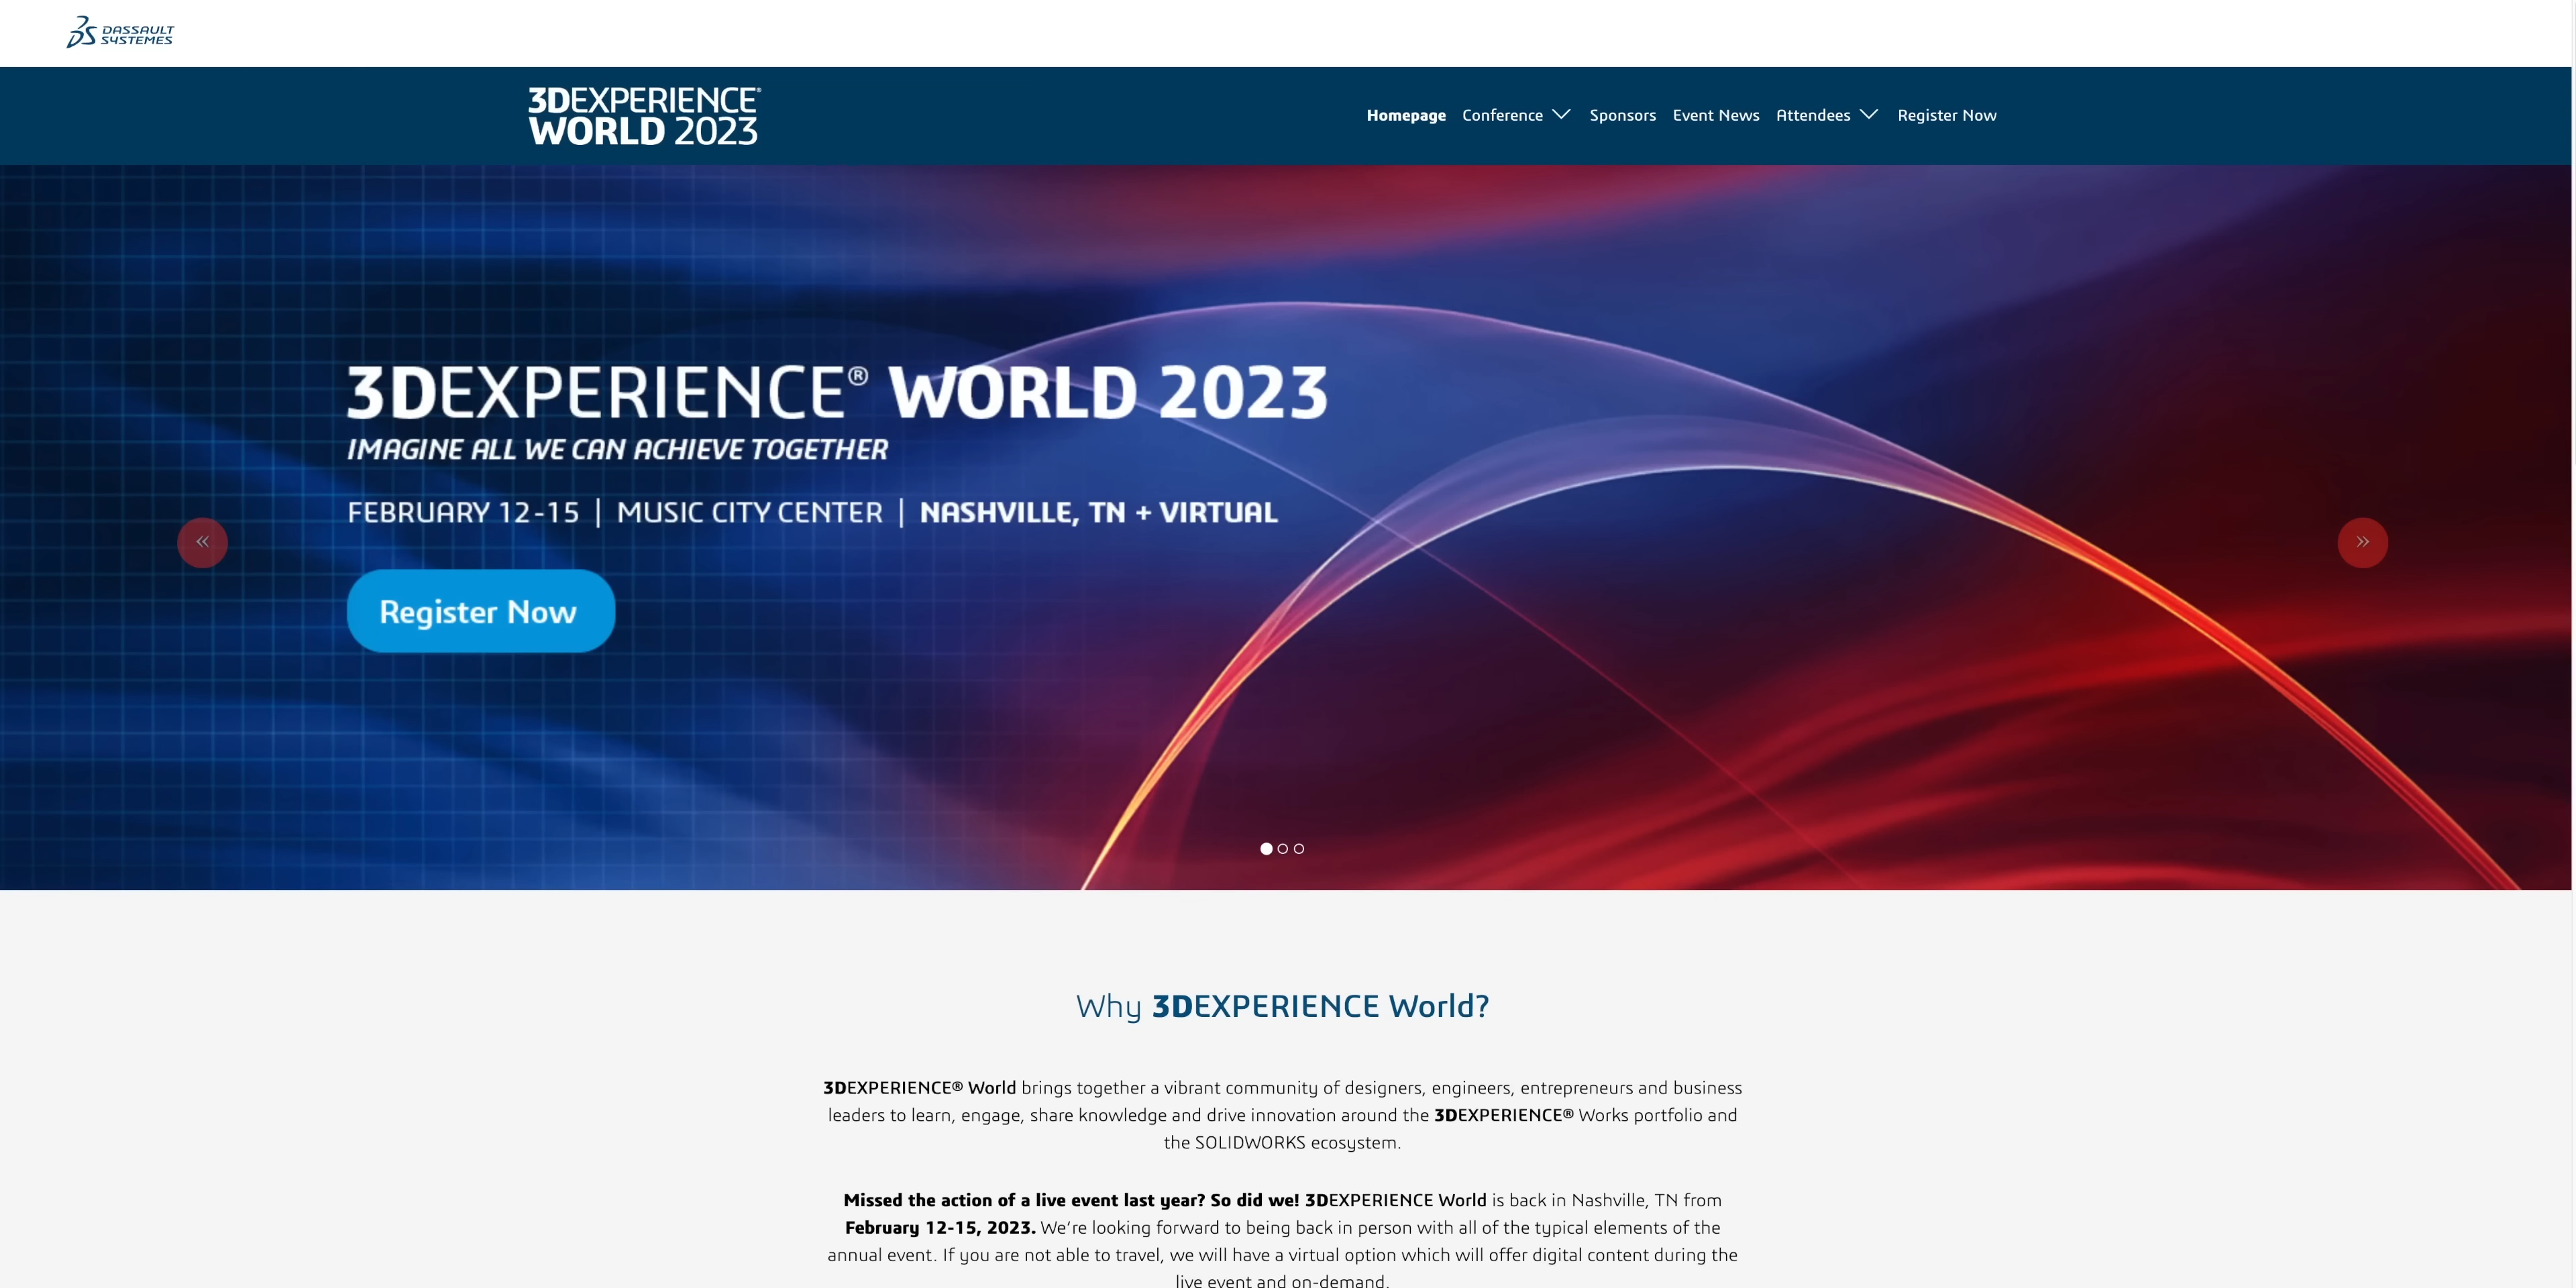 DASSAULT
SYSTEMES
3DEXPERIENCE®
WORLD 2023
Homepage Conference Sponsors Event News Attendees Register Now
3DEXPERIENCE® WORLD 2023
IMAGINE ALL WE CAN ACHIEVE TOGETHER
FEBRUARY 12-15 | MUSIC CITY CENTER | NASHVILLE, TN + VIRTUAL
« »
Register Now
Why 3DEXPERIENCE World?
3DEXPERIENCE® World brings together a vibrant community of designers, engineers, entrepreneurs and business
leaders to learn, engage, share knowledge and drive innovation around the 3DEXPERIENCE® Works portfolio and
the SOLIDWORKS ecosystem.
Missed the action of a live event last year? So did we! 3DEXPERIENCE World is back in Nashville, TN from
February 12-15, 2023. We're looking forward to being back in person with all of the typical elements of the
annual event. If you are not able to travel, we will have a virtual option which will offer digital content during the
live event and on-demand.